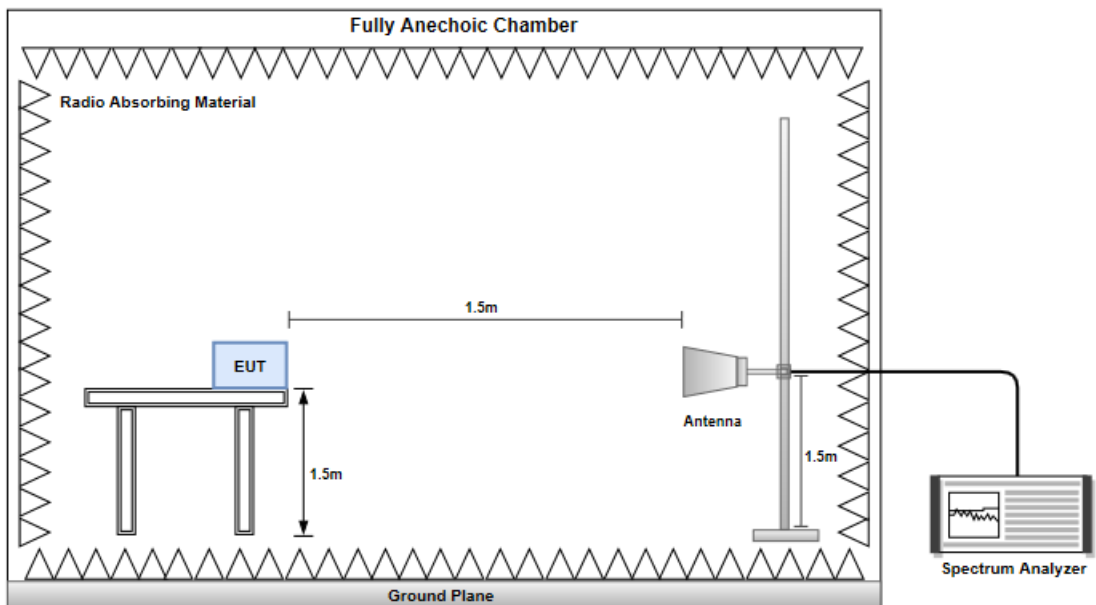 Fully Anechoic Chamber
Radio Absorbing Material
1.5m
EUT
Antenna
1.5m
1.5m
Spectrum Analyzer
Ground Plane